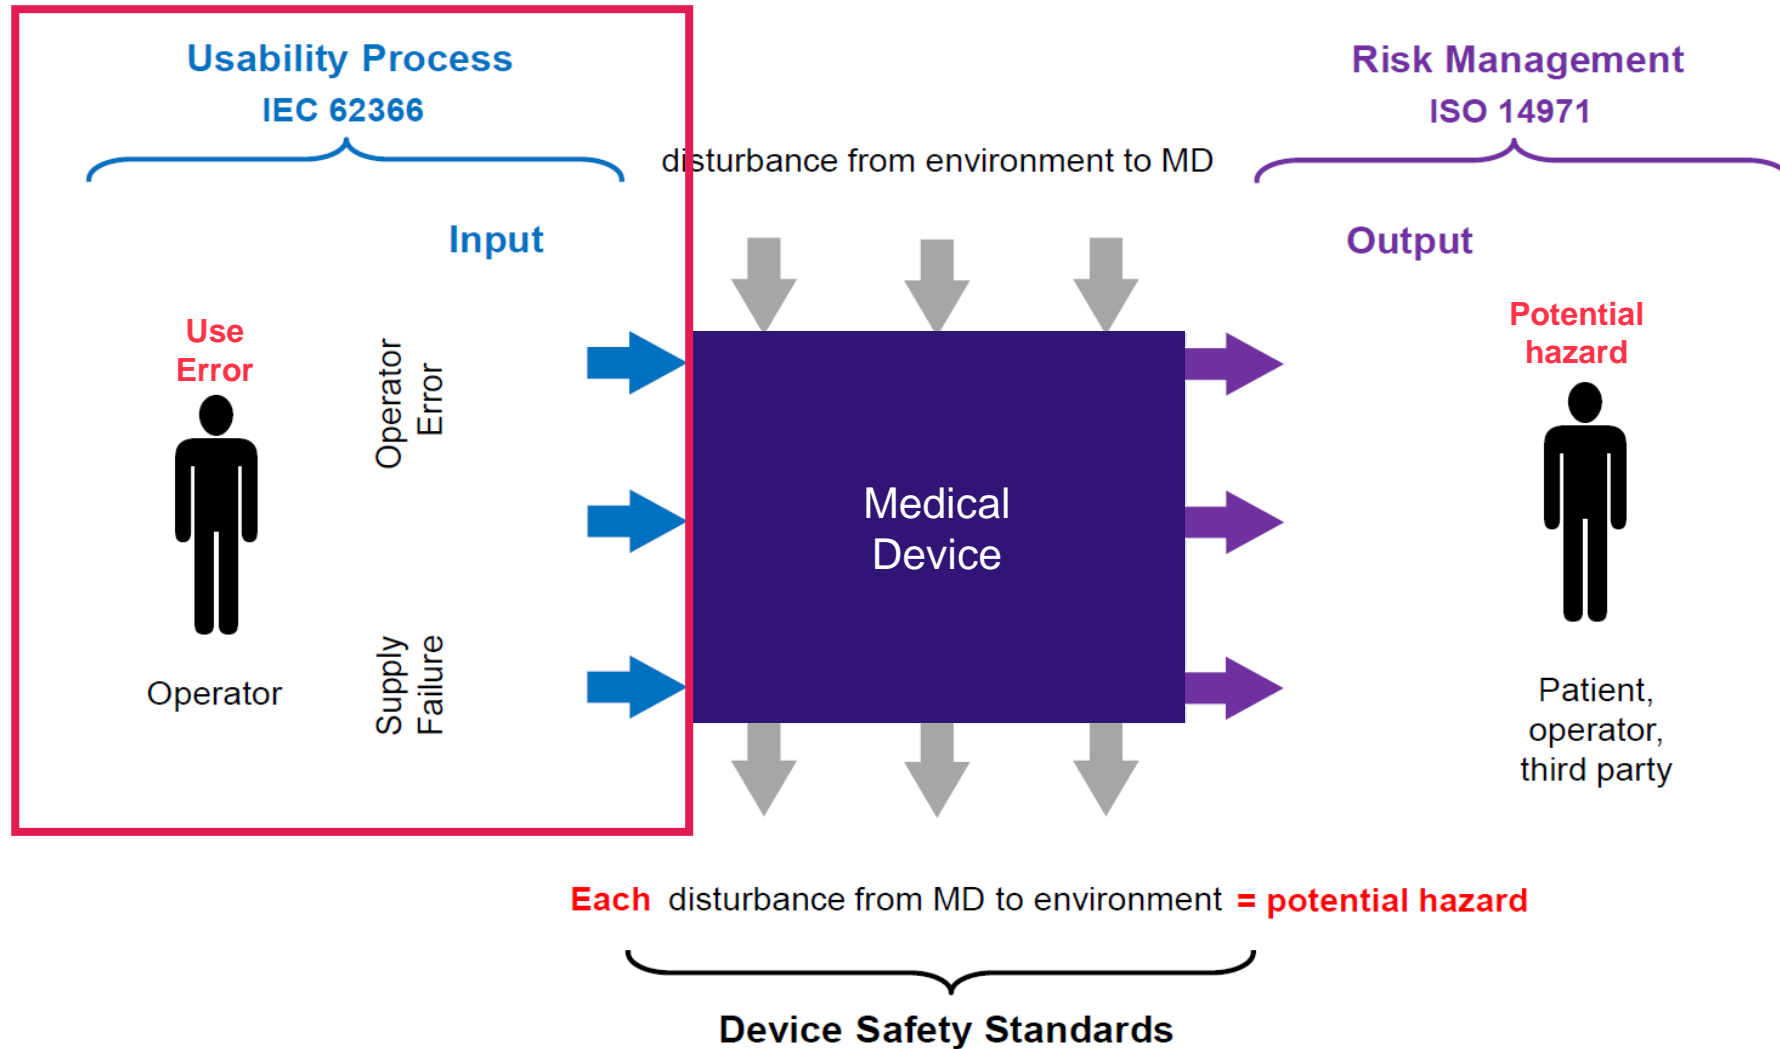 Usability Process
IEC 62366
Risk Management
ISO 14971
disturbance from environment to MD
Input
Output
Use
Error
Operator
Error
Potential
hazard
Medical
Device
Supply
Failure
Operator
Patient,
operator,
third party
Each disturbance from MD to environment = potential hazard
Device Safety Standards